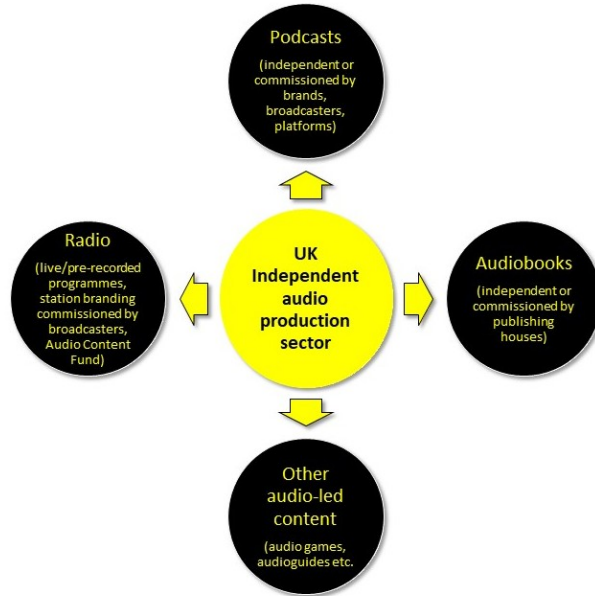 Podcasts
(independent or
commissioned by
brands,
broadcasters,
platforms)
Radio
(live/pre-recorded
programmes,
station branding
commissioned by
broadcasters,
Audio Content
Fund)
UK
Independent
audio
production
sector
Audiobooks
(independent or
commissioned by
publishing
houses)
Other
audio-led
content
(audio games,
audioguides etc.